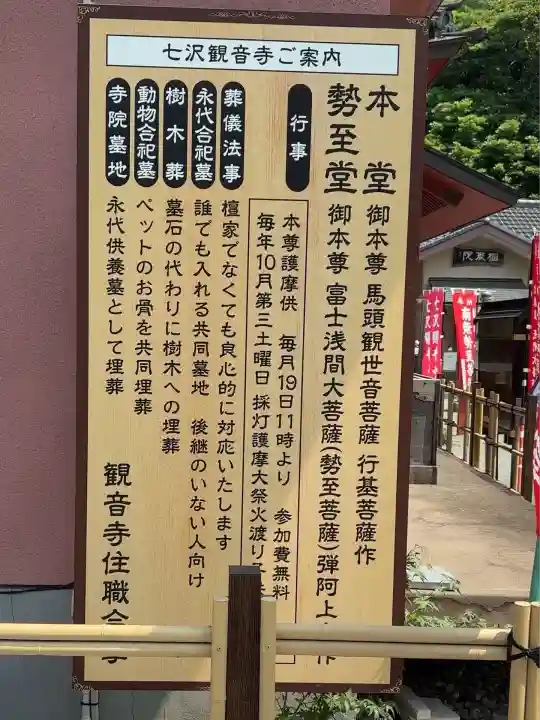 七沢観音寺ご案内
本堂 御本尊 馬頭観世音菩薩 行基菩薩作
勢至堂 御本尊 富士浅間大菩薩(勢至菩薩)弾阿上 作
行事
本尊護摩供 毎月19日11時より 参加費無料
毎年10月第三土曜日 採灯護摩大祭火渡り
葬儀法事 檀家でなくても良心的に対応いたします
永代合祀墓 誰でも入れる共同墓地 後継のいない人向け
樹木葬 墓石の代わりに樹木への埋葬
動物合祀墓 ペットのお骨を共同埋葬
寺院墓地 永代供養墓として埋葬
観音寺住職